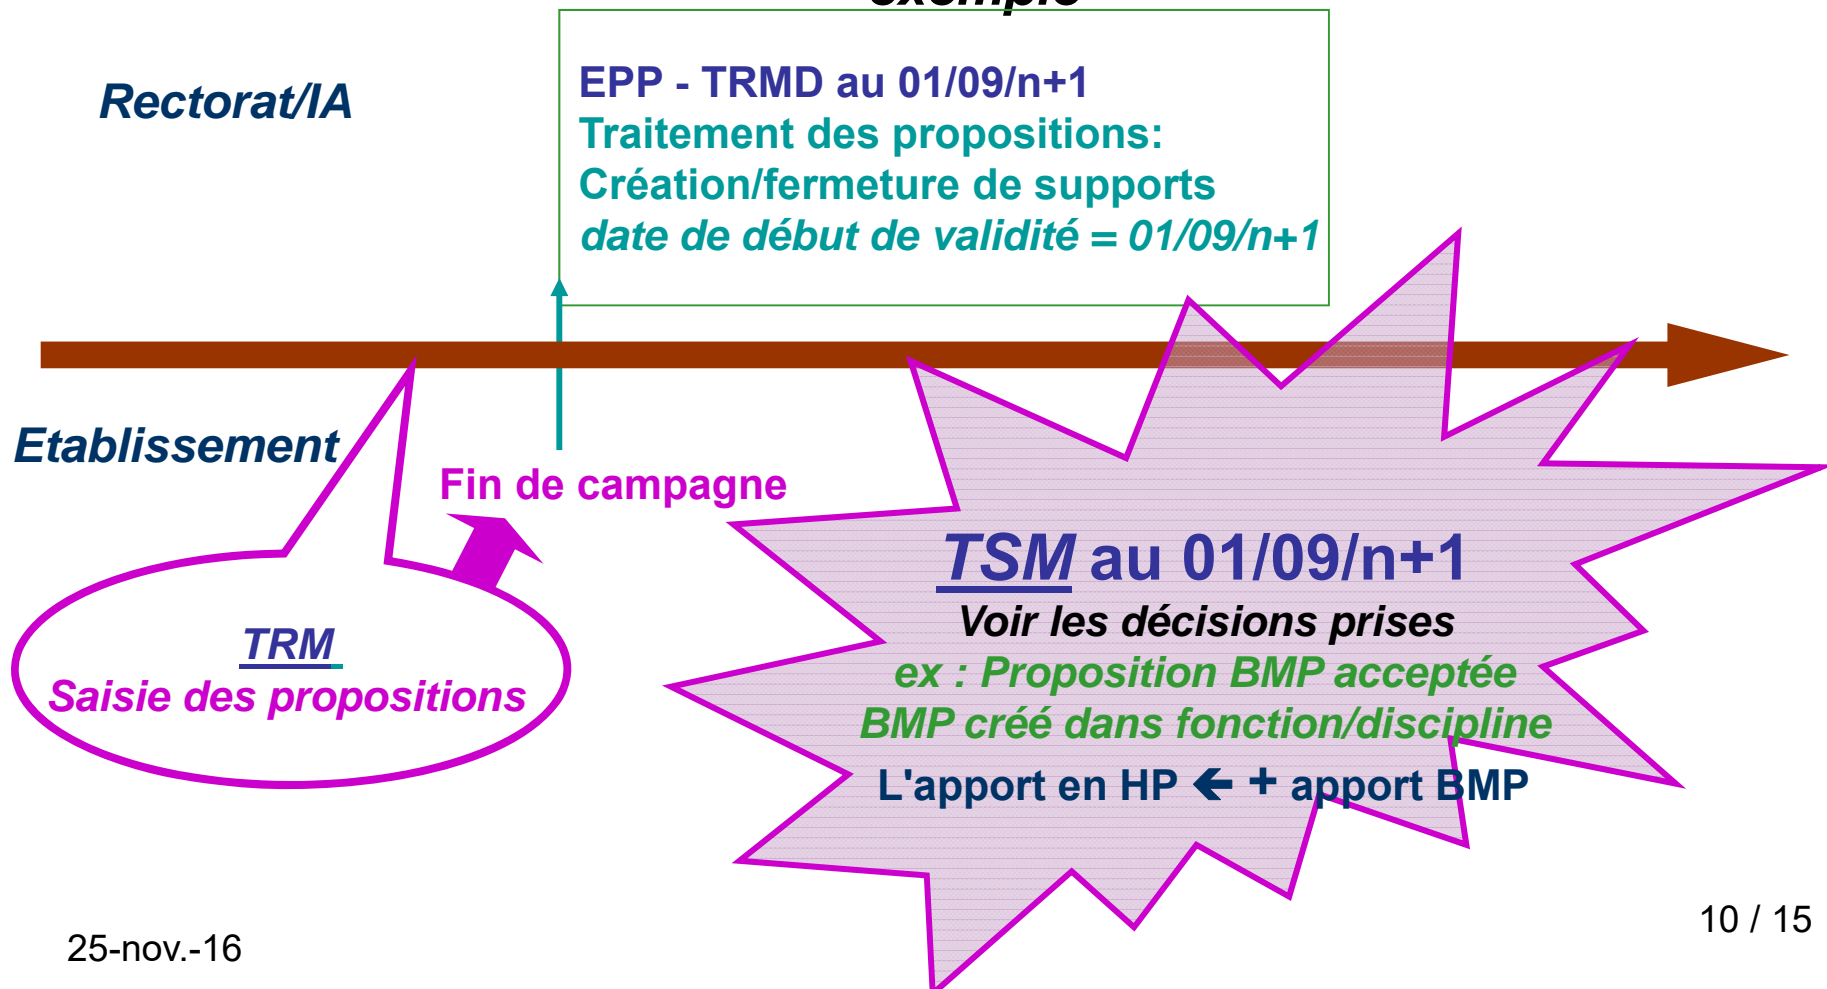 exemple
Rectorat/IA
EPP - TRMD au 01/09/n+1
Traitement des propositions:
Création/fermeture de supports
date de début de validité = 01/09/n+1
Etablissement
Fin de campagne
TRM
Saisie des propositions
TSM au 01/09/n+1
Voir les décisions prises
ex : Proposition BMP acceptée
BMP créé dans fonction/discipline
L'apport en HP 🡸 + apport BMP
25-nov.-16
10 / 15